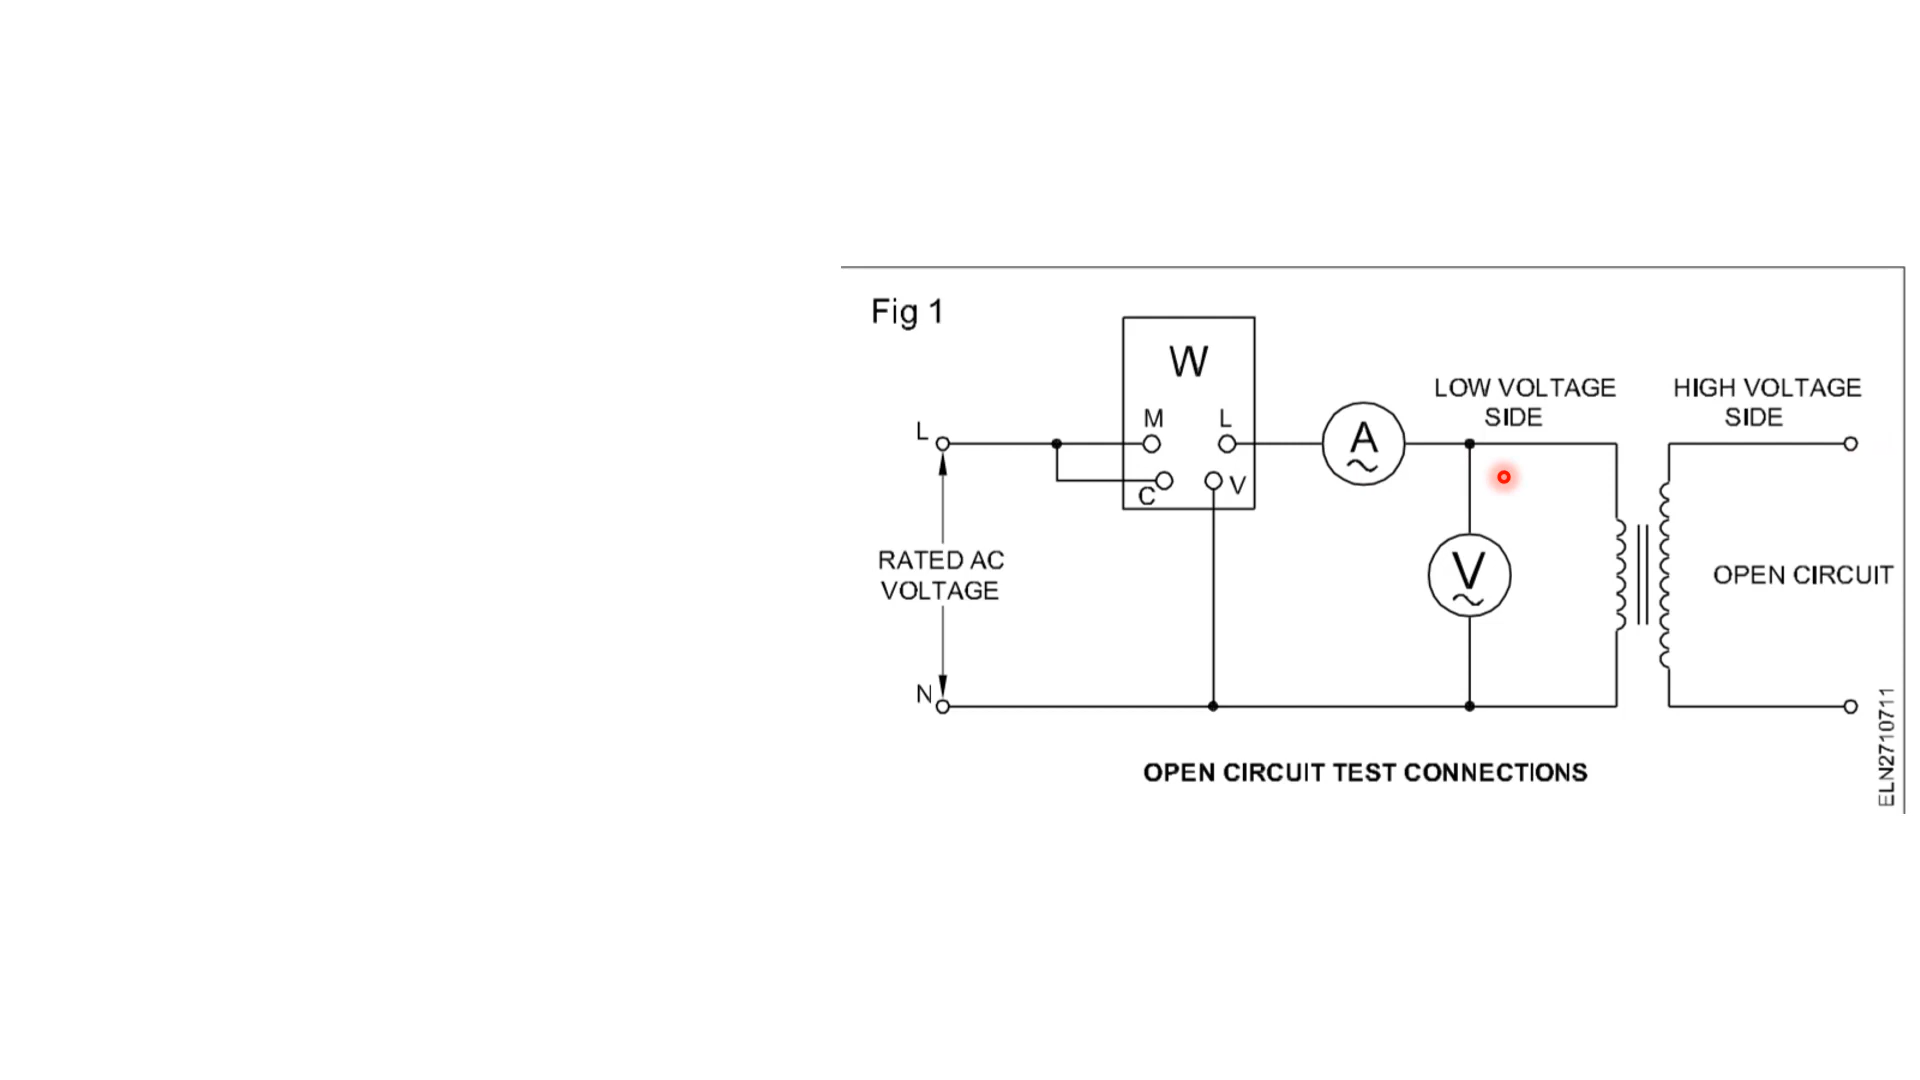 Fig 1
W
M
L
C
V
L
A
LOW VOLTAGE
SIDE
HIGH VOLTAGE
SIDE
RATED AC
VOLTAGE
V
OPEN CIRCUIT
N
OPEN CIRCUIT TEST CONNECTIONS
ELN2710711